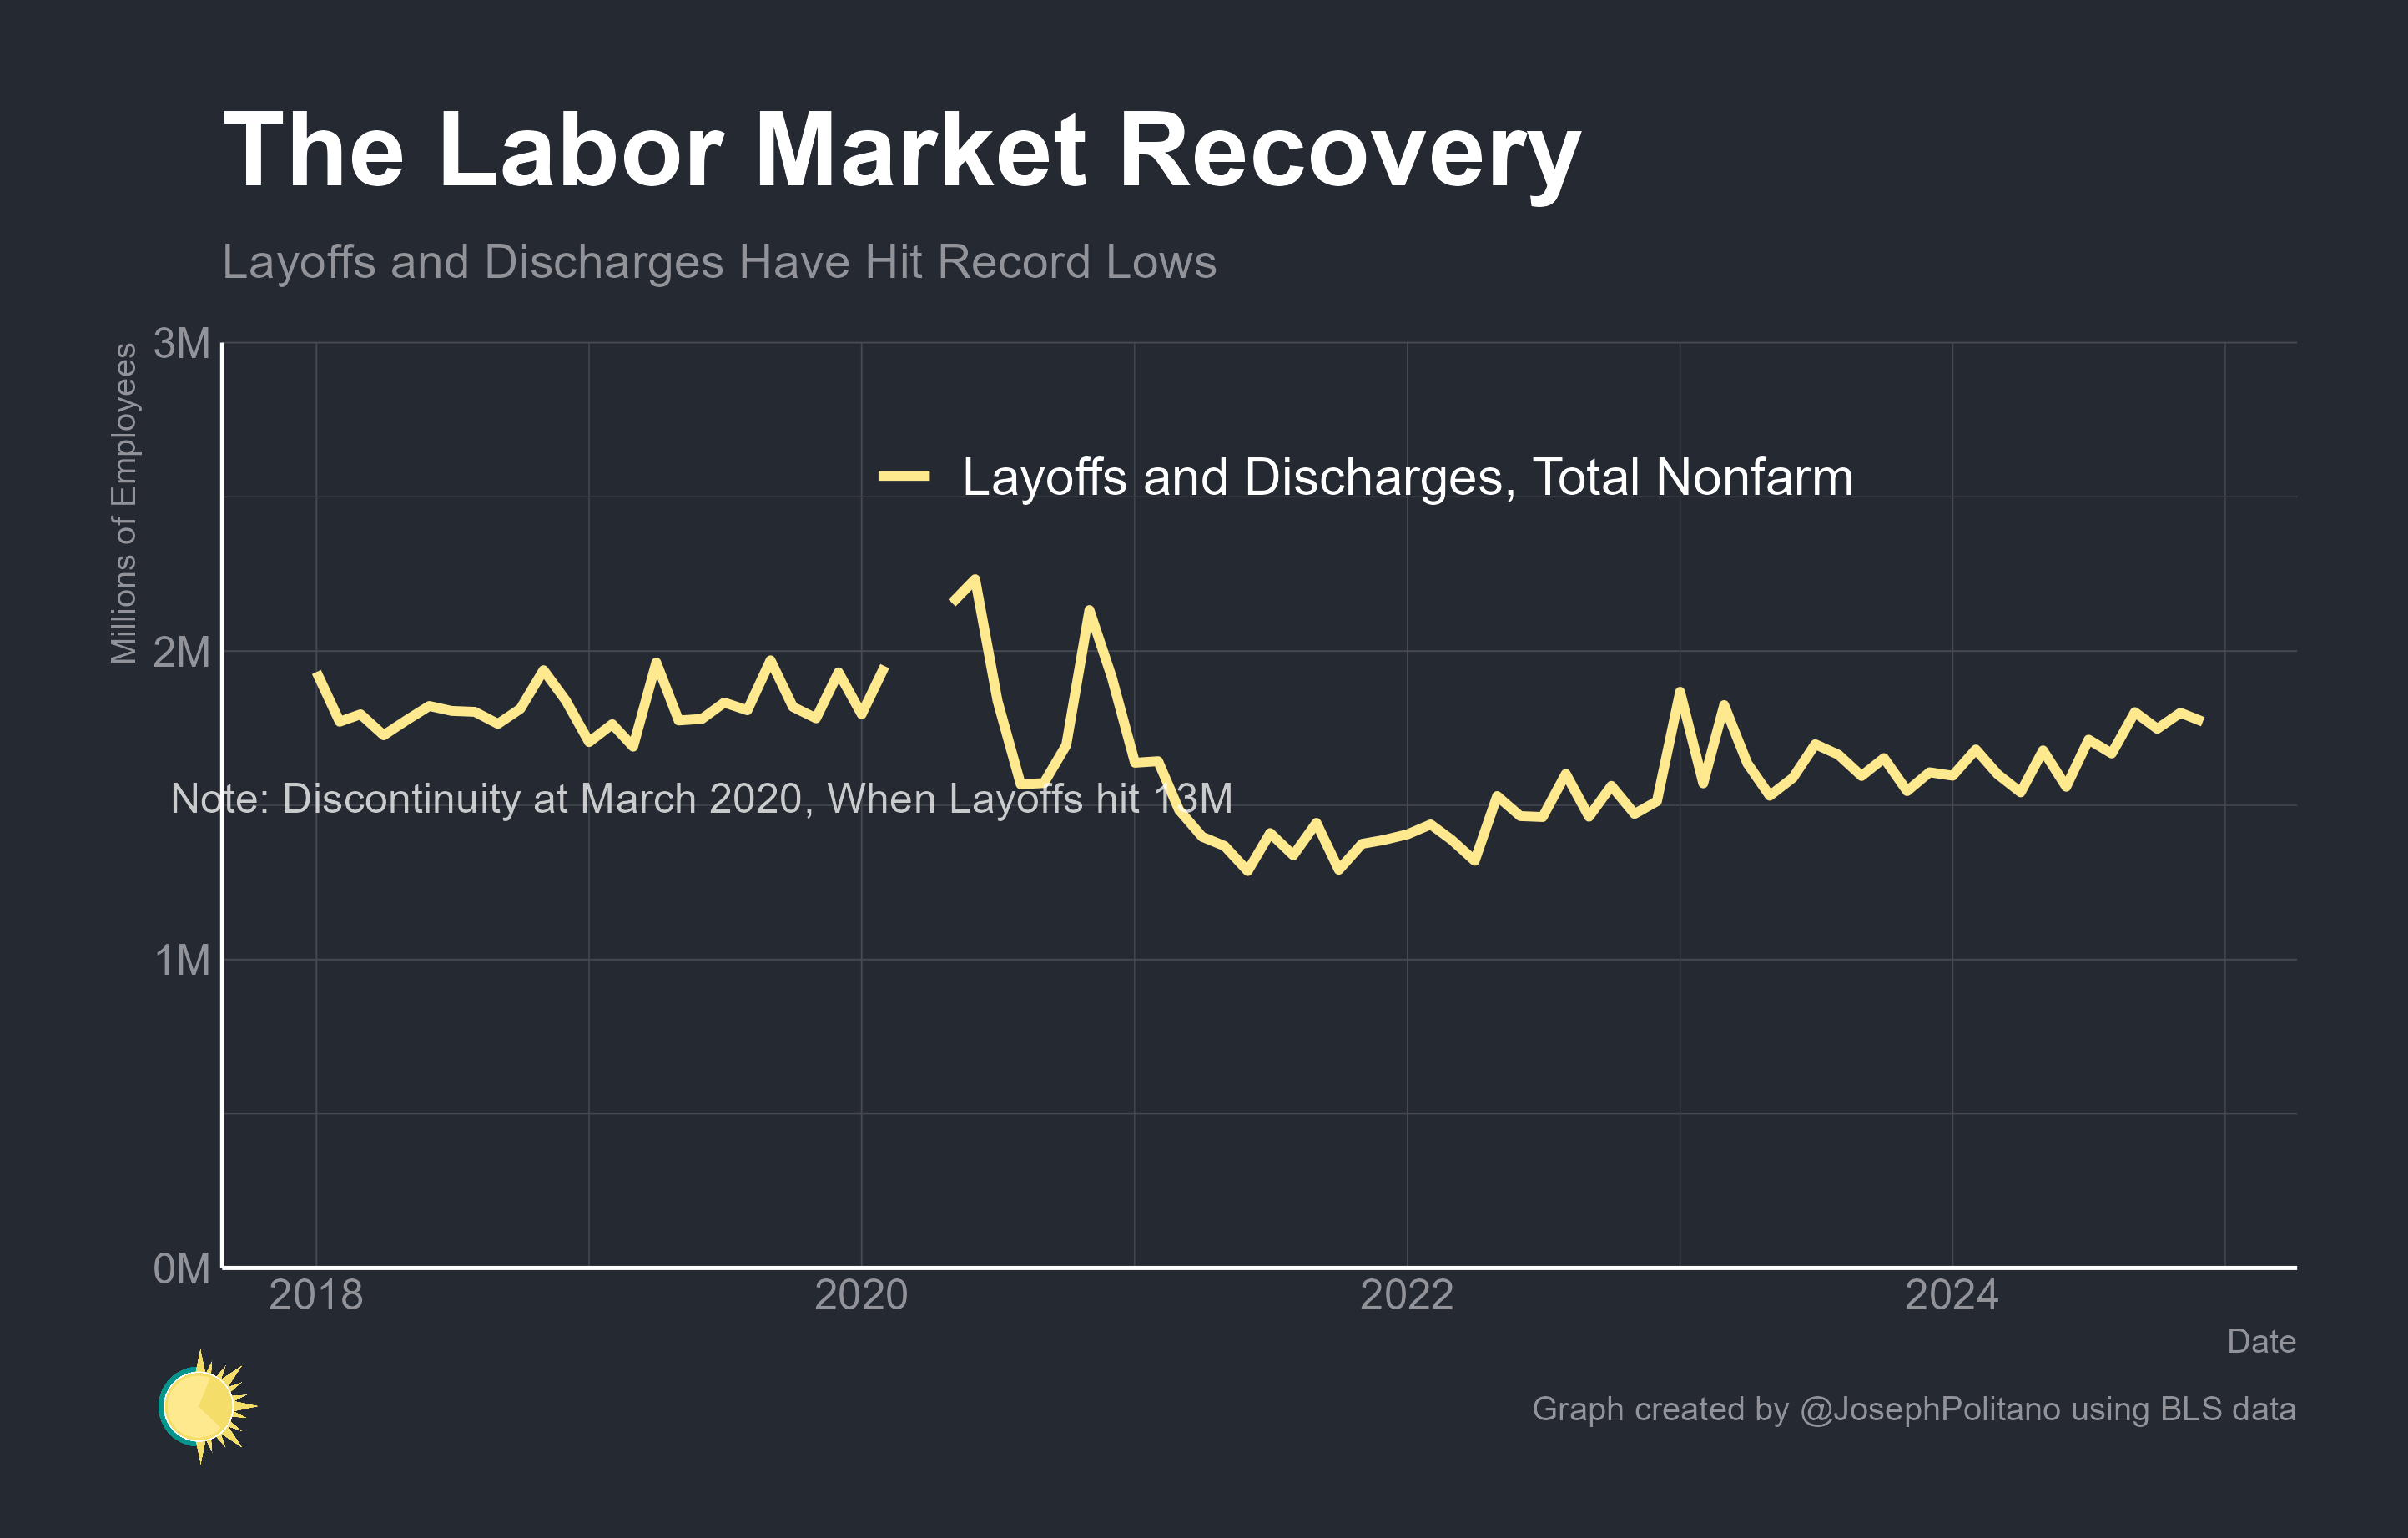 The Labor Market Recovery
Layoffs and Discharges Have Hit Record Lows
Millions of Employees
3M
2M
1M
0M
Layoffs and Discharges, Total Nonfarm
Note: Discontinuity at March 2020, When Layoffs hit 13M
2018 2020 2022 2024
Date
Graph created by @JosephPolitano using BLS data